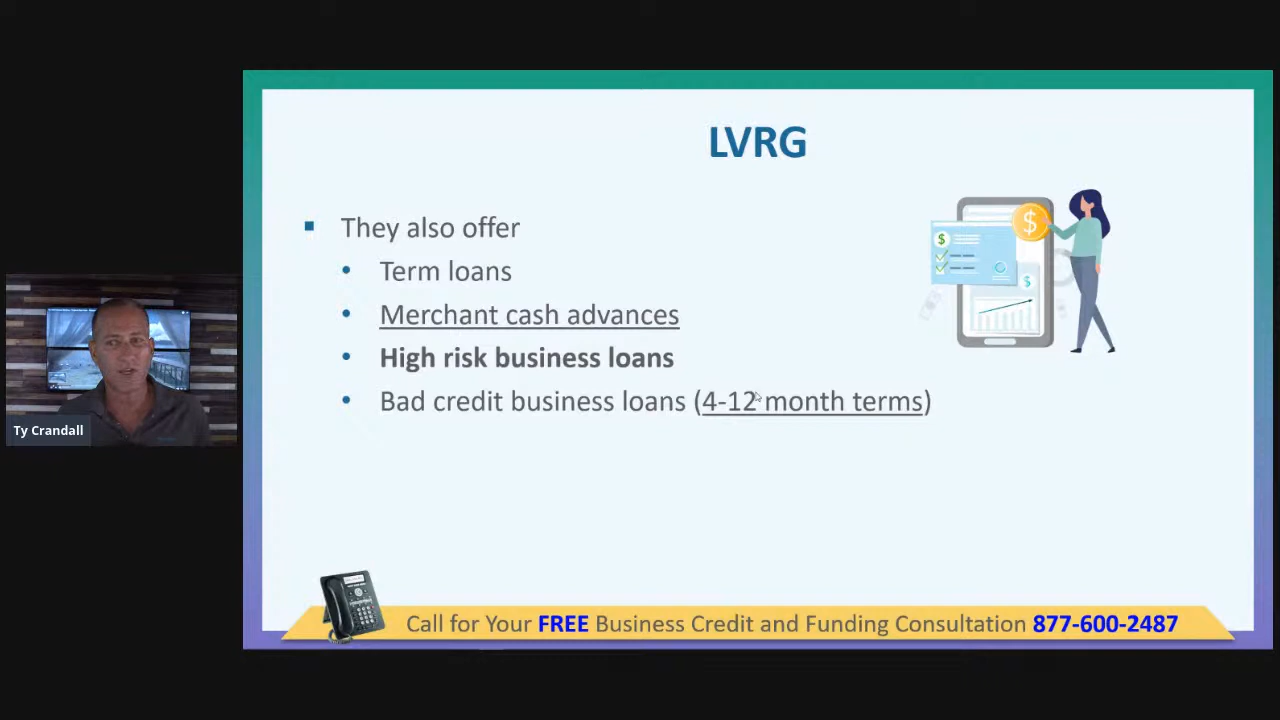 LVRG
They also offer
Term loans
Merchant cash advances
High risk business loans
Bad credit business loans (4-12 month terms)
Ty Crandall
Call for Your FREE Business Credit and Funding Consultation 877-600-2487